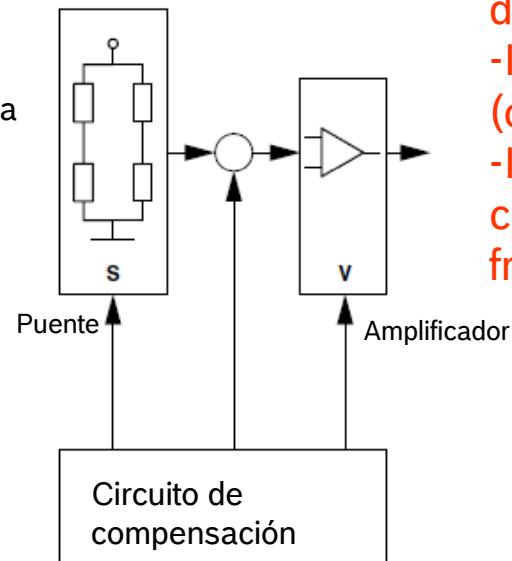 a
S
V
Puente
Amplificador
Circuito de
compensación